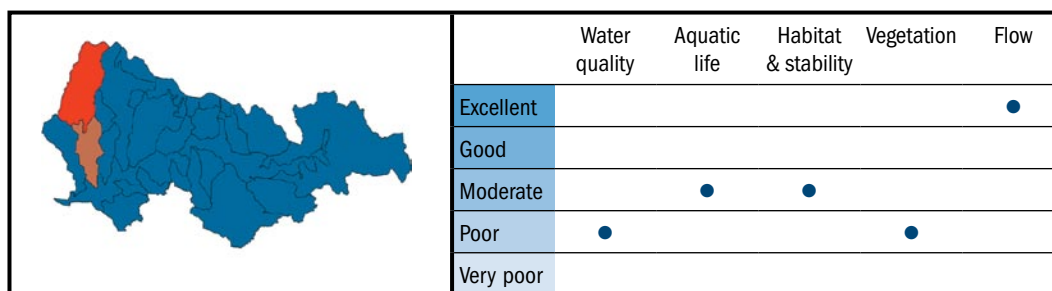 Water Aquatic Habitat Vegetation Flow
quality life & stability
Excellent
Good
Moderate
Poor
Very poor